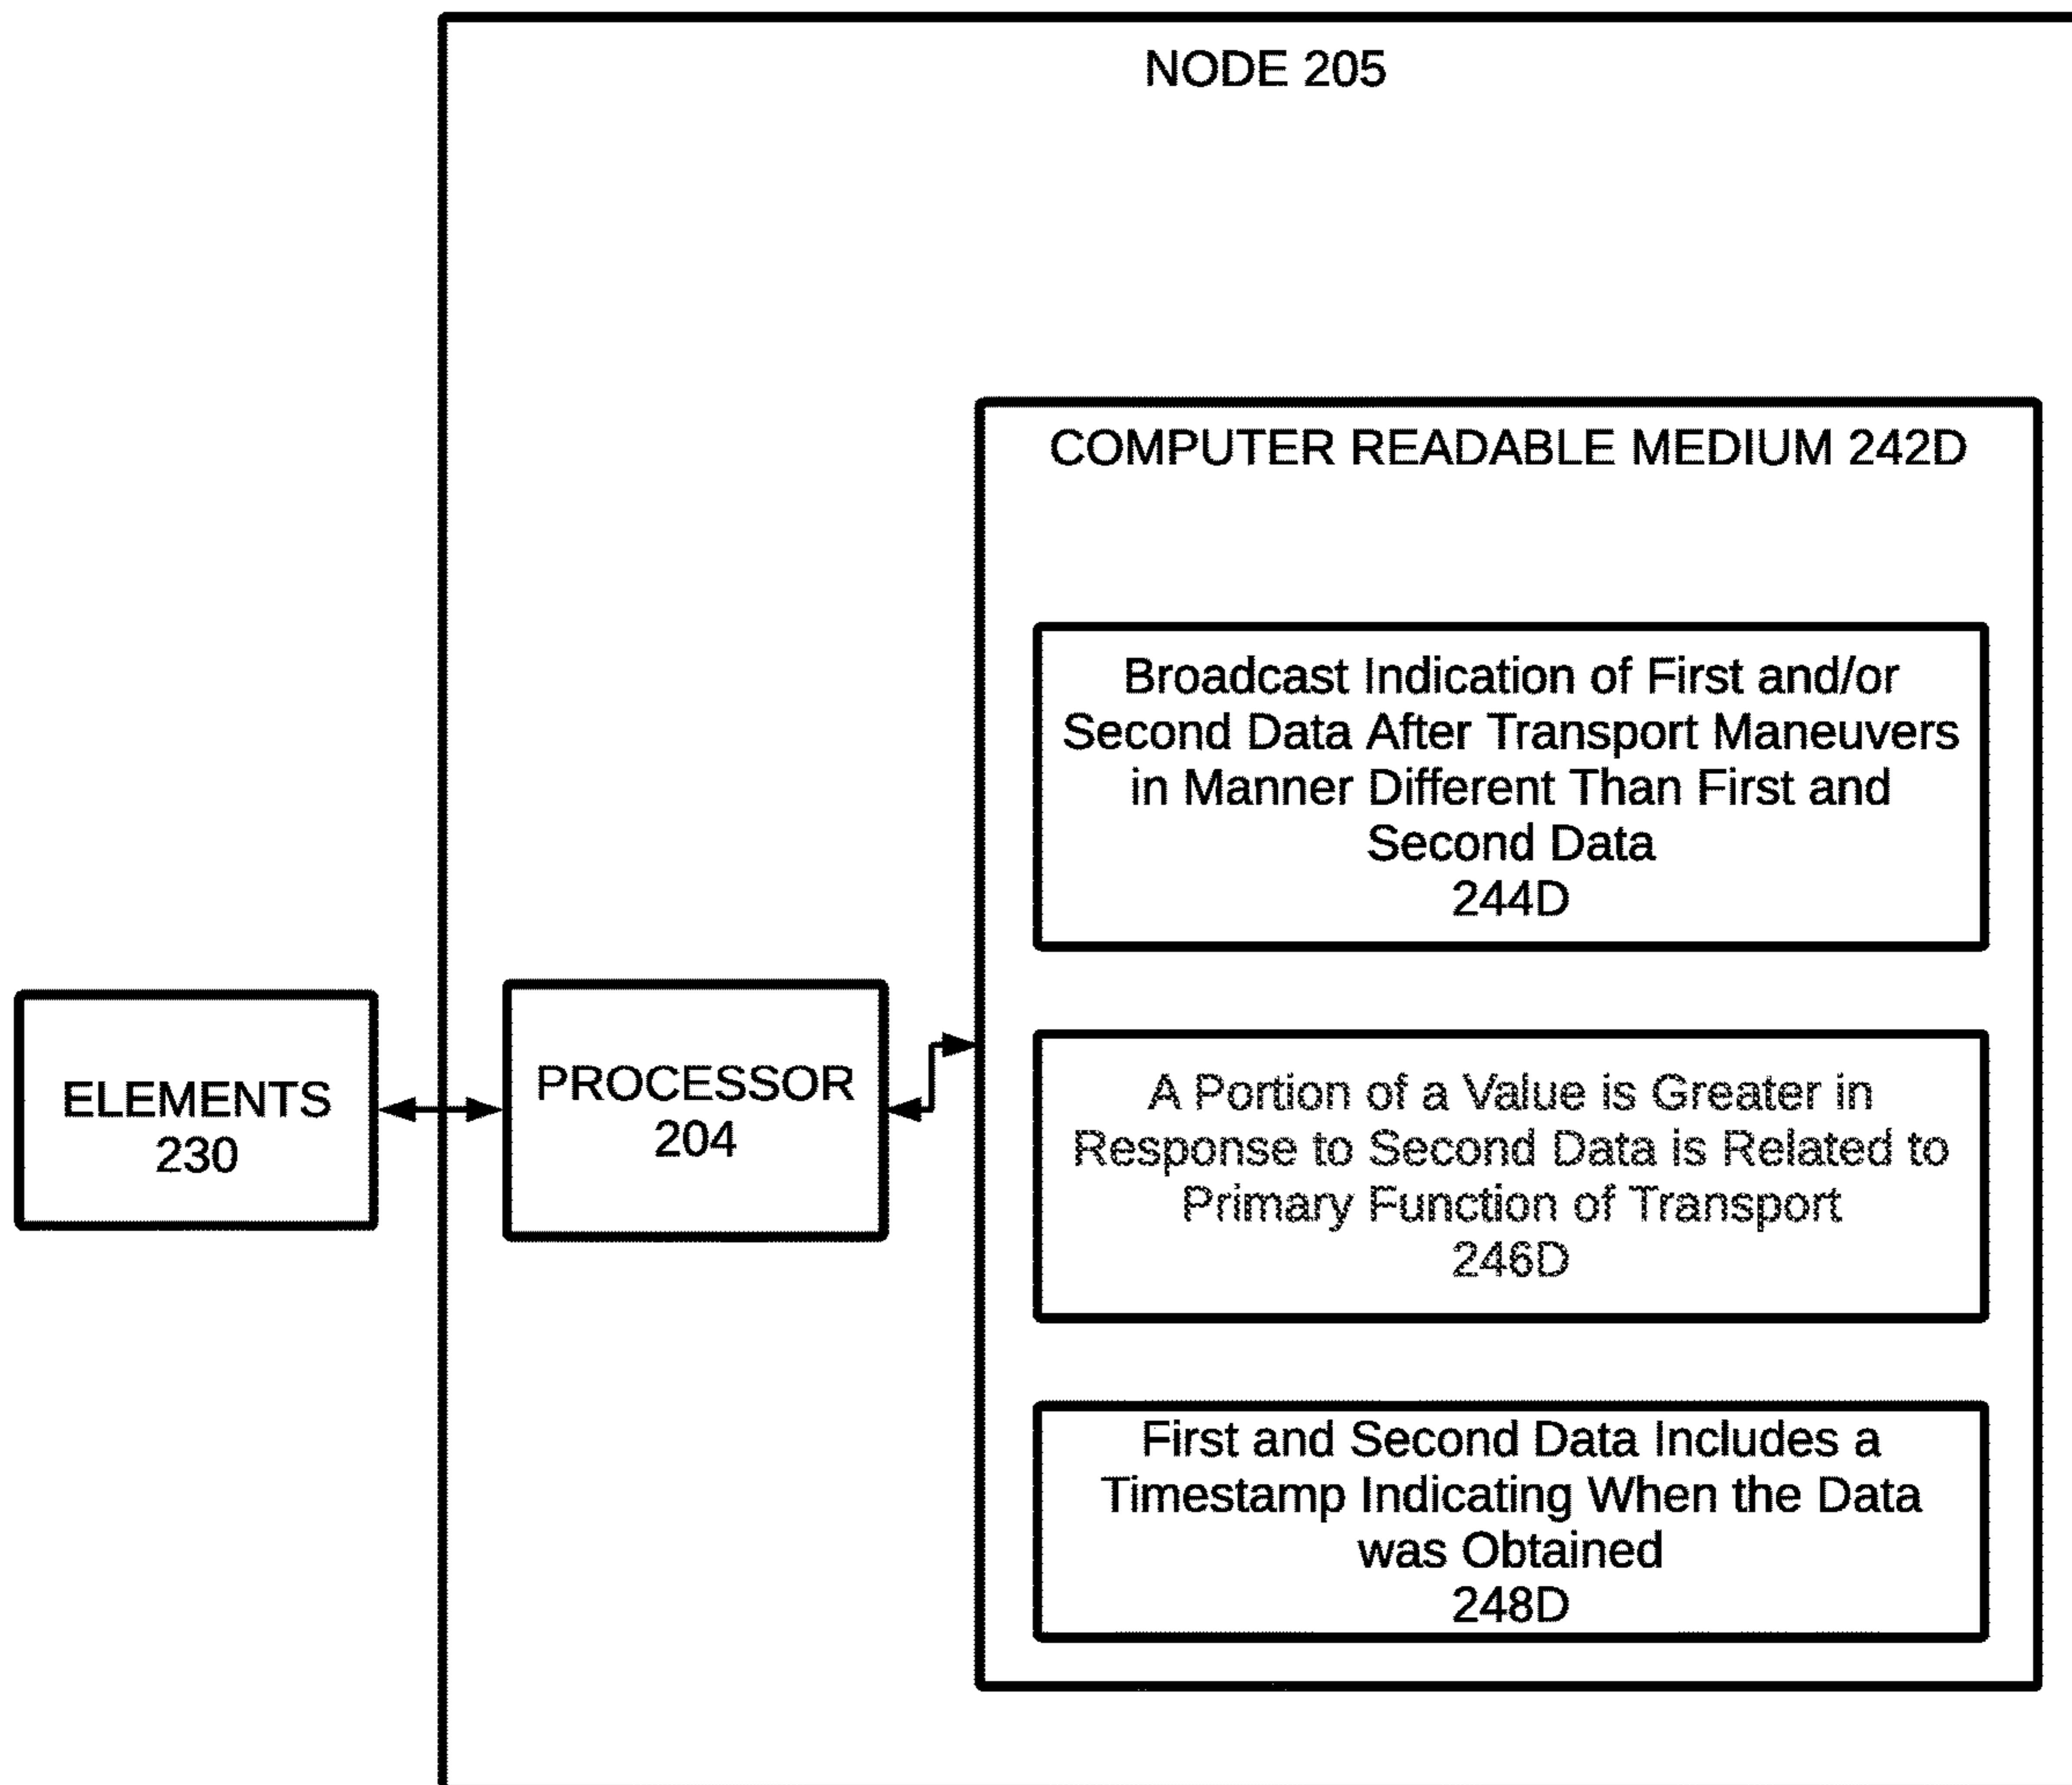 NODE 205
COMPUTER READABLE MEDIUM 242D
Broadcast Indication of First and/or
Second Data After Transport Maneuvers
in Manner Different Than First and
Second Data
244D
ELEMENTS
230
PROCESSOR
204
A Portion of a Value is Greater in
Response to Second Data is Related to
Primary Function of Transport
246D
First and Second Data Includes a
Timestamp Indicating When the Data
was Obtained
248D